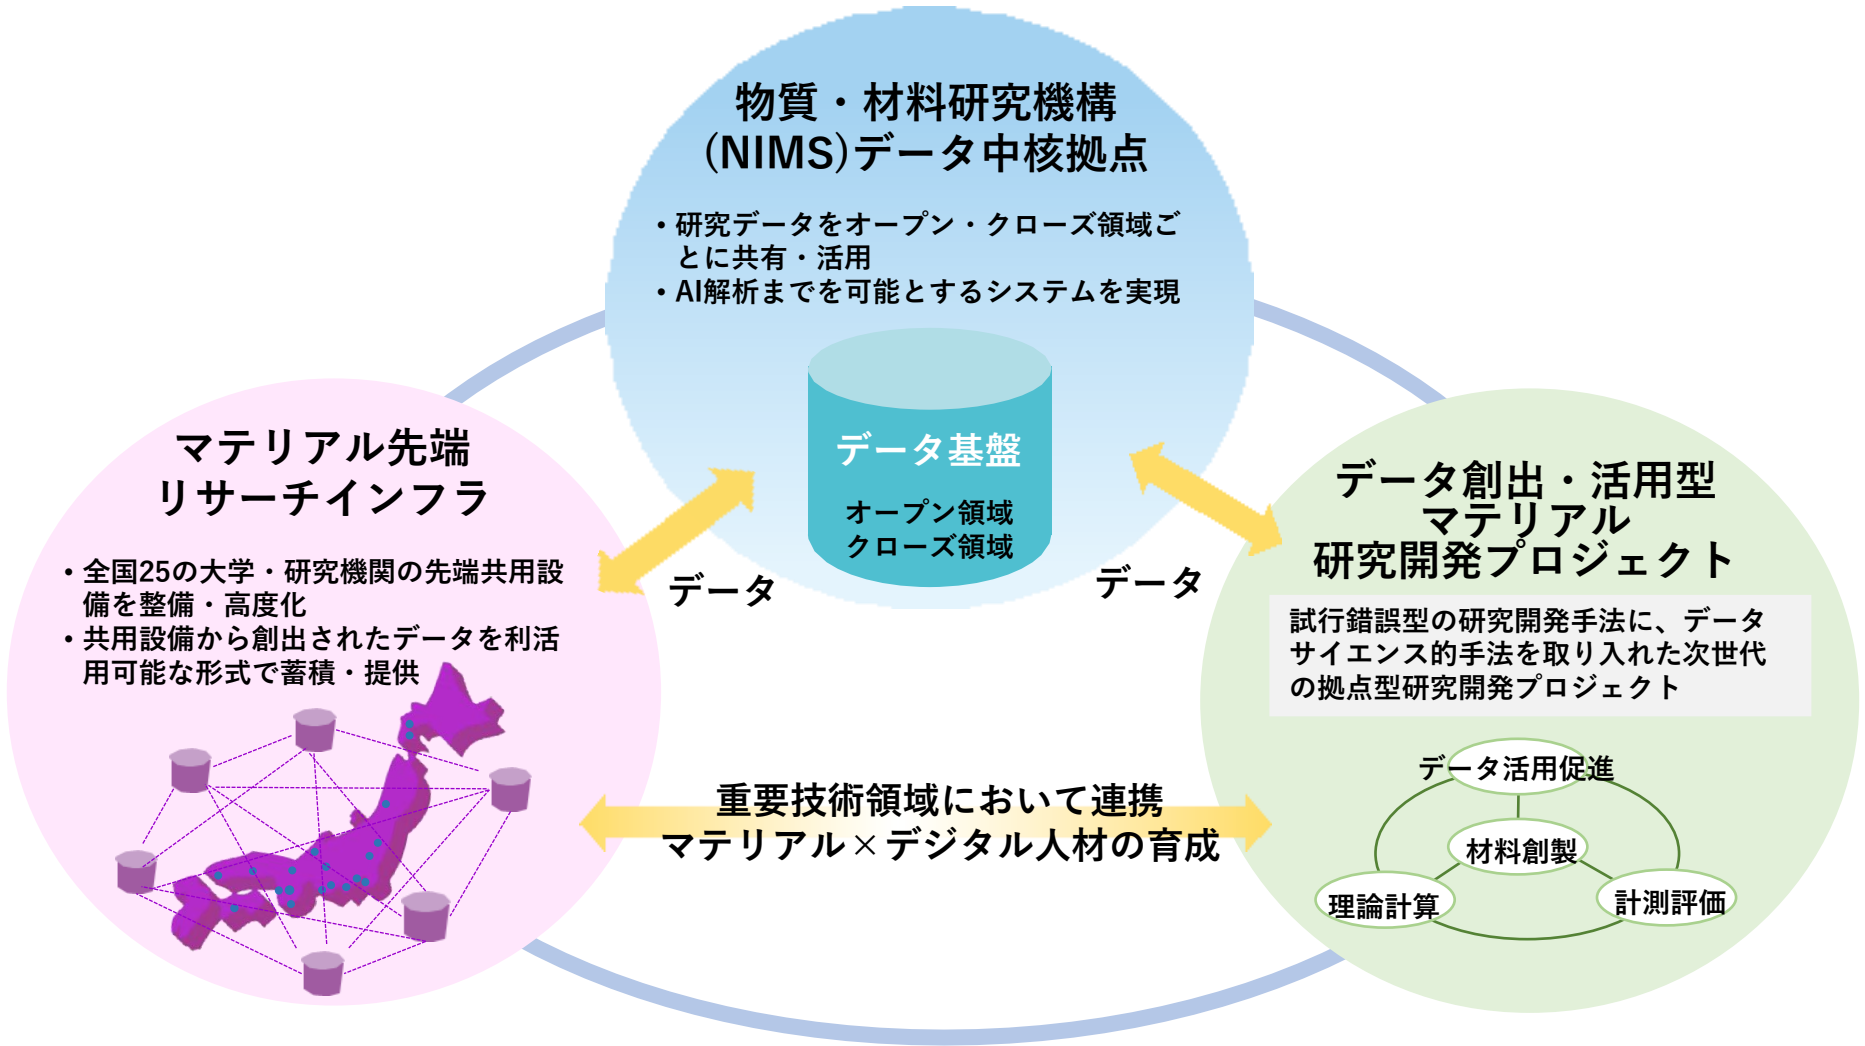 物質・材料研究機構
(NIMS)データ中核拠点
・研究データをオープン・クローズ領域ご
とに共有・活用
・AI解析までを可能とするシステムを実現
データ基盤
オープン領域
クローズ領域
マテリアル先端
リサーチインフラ
・全国25の大学・研究機関の先端共用設
備を整備・高度化
・共用設備から創出されたデータを利活
用可能な形式で蓄積・提供
データ
データ
データ創出・活用型
マテリアル
研究開発プロジェクト
試行錯誤型の研究開発手法に、データ
サイエンス的手法を取り入れた次世代
の拠点型研究開発プロジェクト
重要技術領域において連携
マテリアル×デジタル人材の育成
データ活用促進
材料創製
理論計算
計測評価